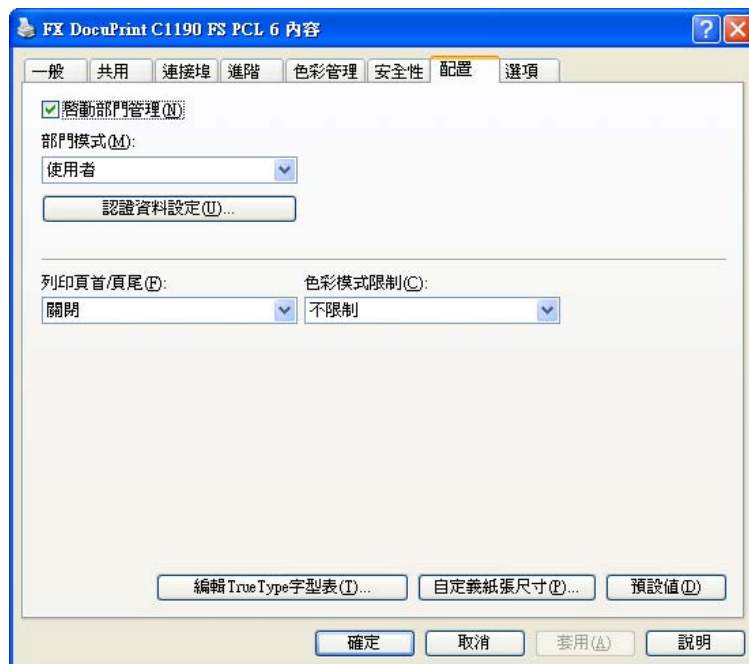 FX DocuPrint C1190 FS PCL 6 內容
一般 共用 連接埠 進階 色彩管理 安全性 配置 選項
啓動部門管理(N)
部門模式(M):
使用者
認證資料設定(U)...
列印頁首/頁尾(F): 色彩模式限制(C):
關閉 不限制
編輯TrueType字型表(T)... 自定義紙張尺寸(P)... 預設值(D)
確定 取消 套用(A) 說明